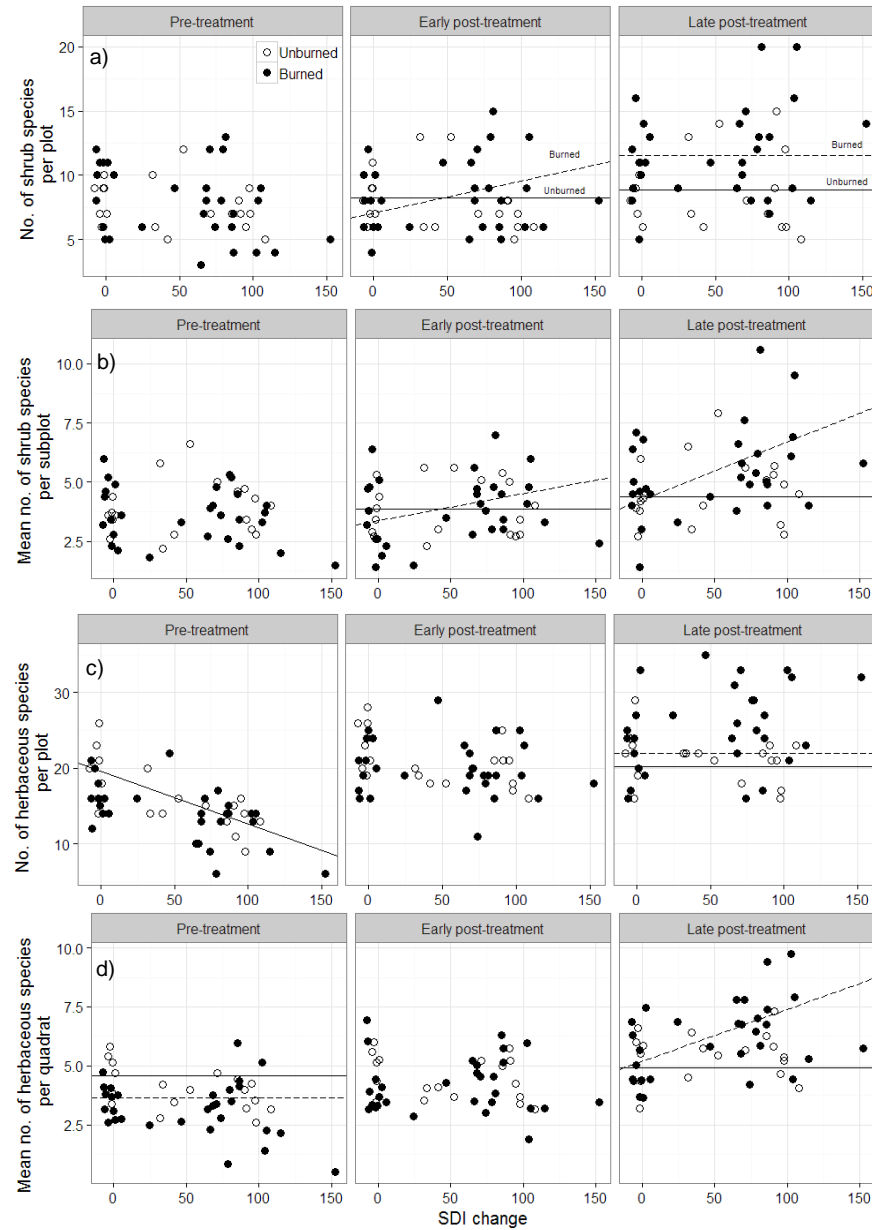 Pre-treatment Early post-treatment Late post-treatment
a)
Unburned
Burned
No. of shrub species
per plot
20
15
10
5
Burned
Unburned
Burned
Unburned
0 50 100 150 0 50 100 150 0 50 100 150
Pre-treatment Early post-treatment Late post-treatment
b)
Mean no. of shrub species
per subplot
10.0
7.5
5.0
2.5
0 50 100 150 0 50 100 150 0 50 100 150
Pre-treatment Early post-treatment Late post-treatment
c)
No. of herbaceous species
per plot
30
20
10
0 50 100 150 0 50 100 150 0 50 100 150
Pre-treatment Early post-treatment Late post-treatment
d)
Mean no. of herbaceous species
per quadrat
10.0
7.5
5.0
2.5
0 50 100 150 0 50 100 150 0 50 100 150
SDI change